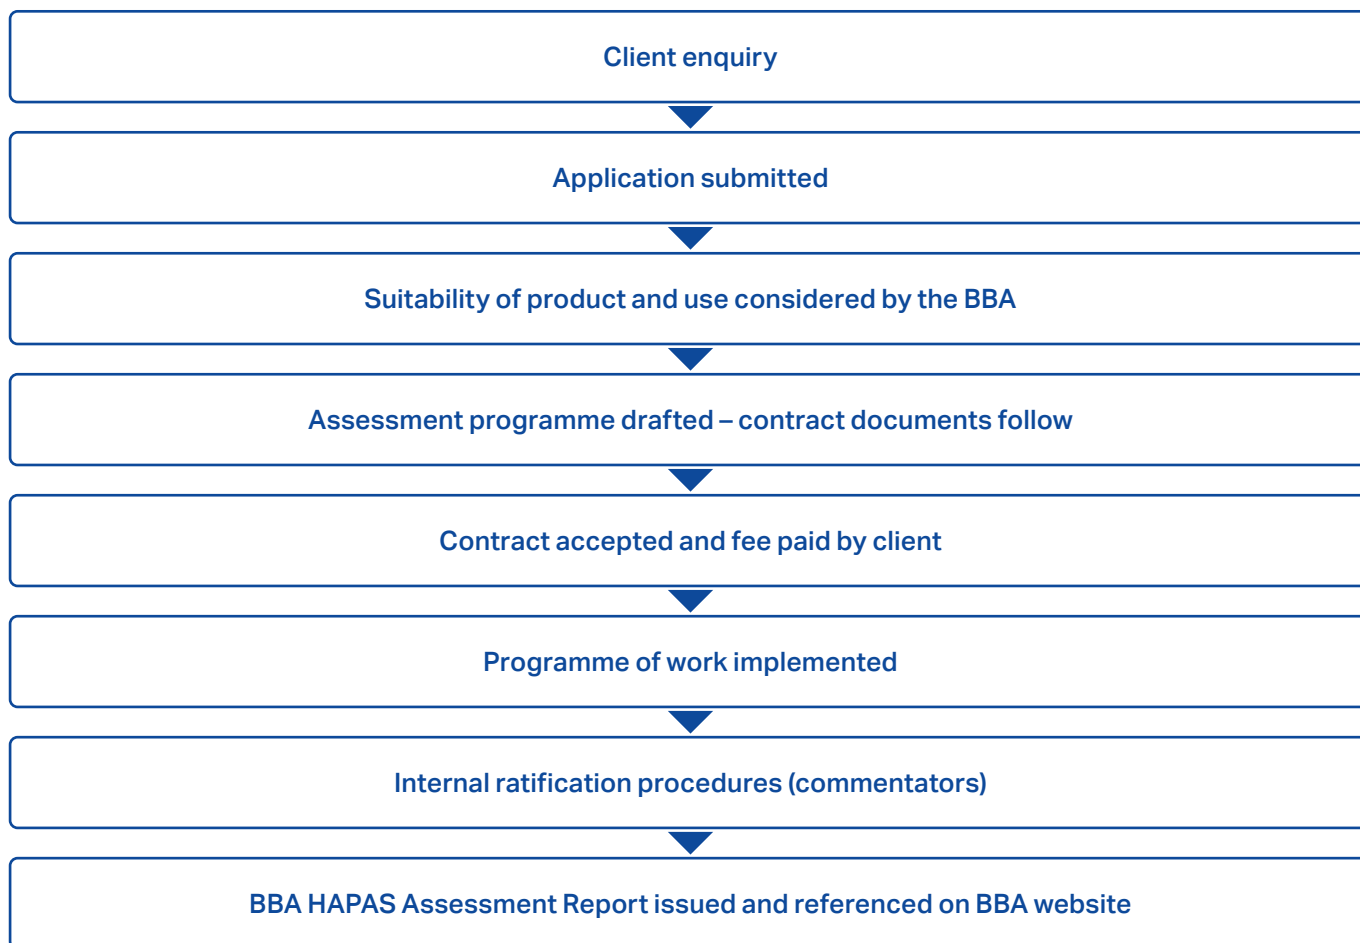 Client enquiry
Application submitted
Suitability of product and use considered by the BBA
Assessment programme drafted – contract documents follow
Contract accepted and fee paid by client
Programme of work implemented
Internal ratification procedures (commentators)
BBA HAPAS Assessment Report issued and referenced on BBA website